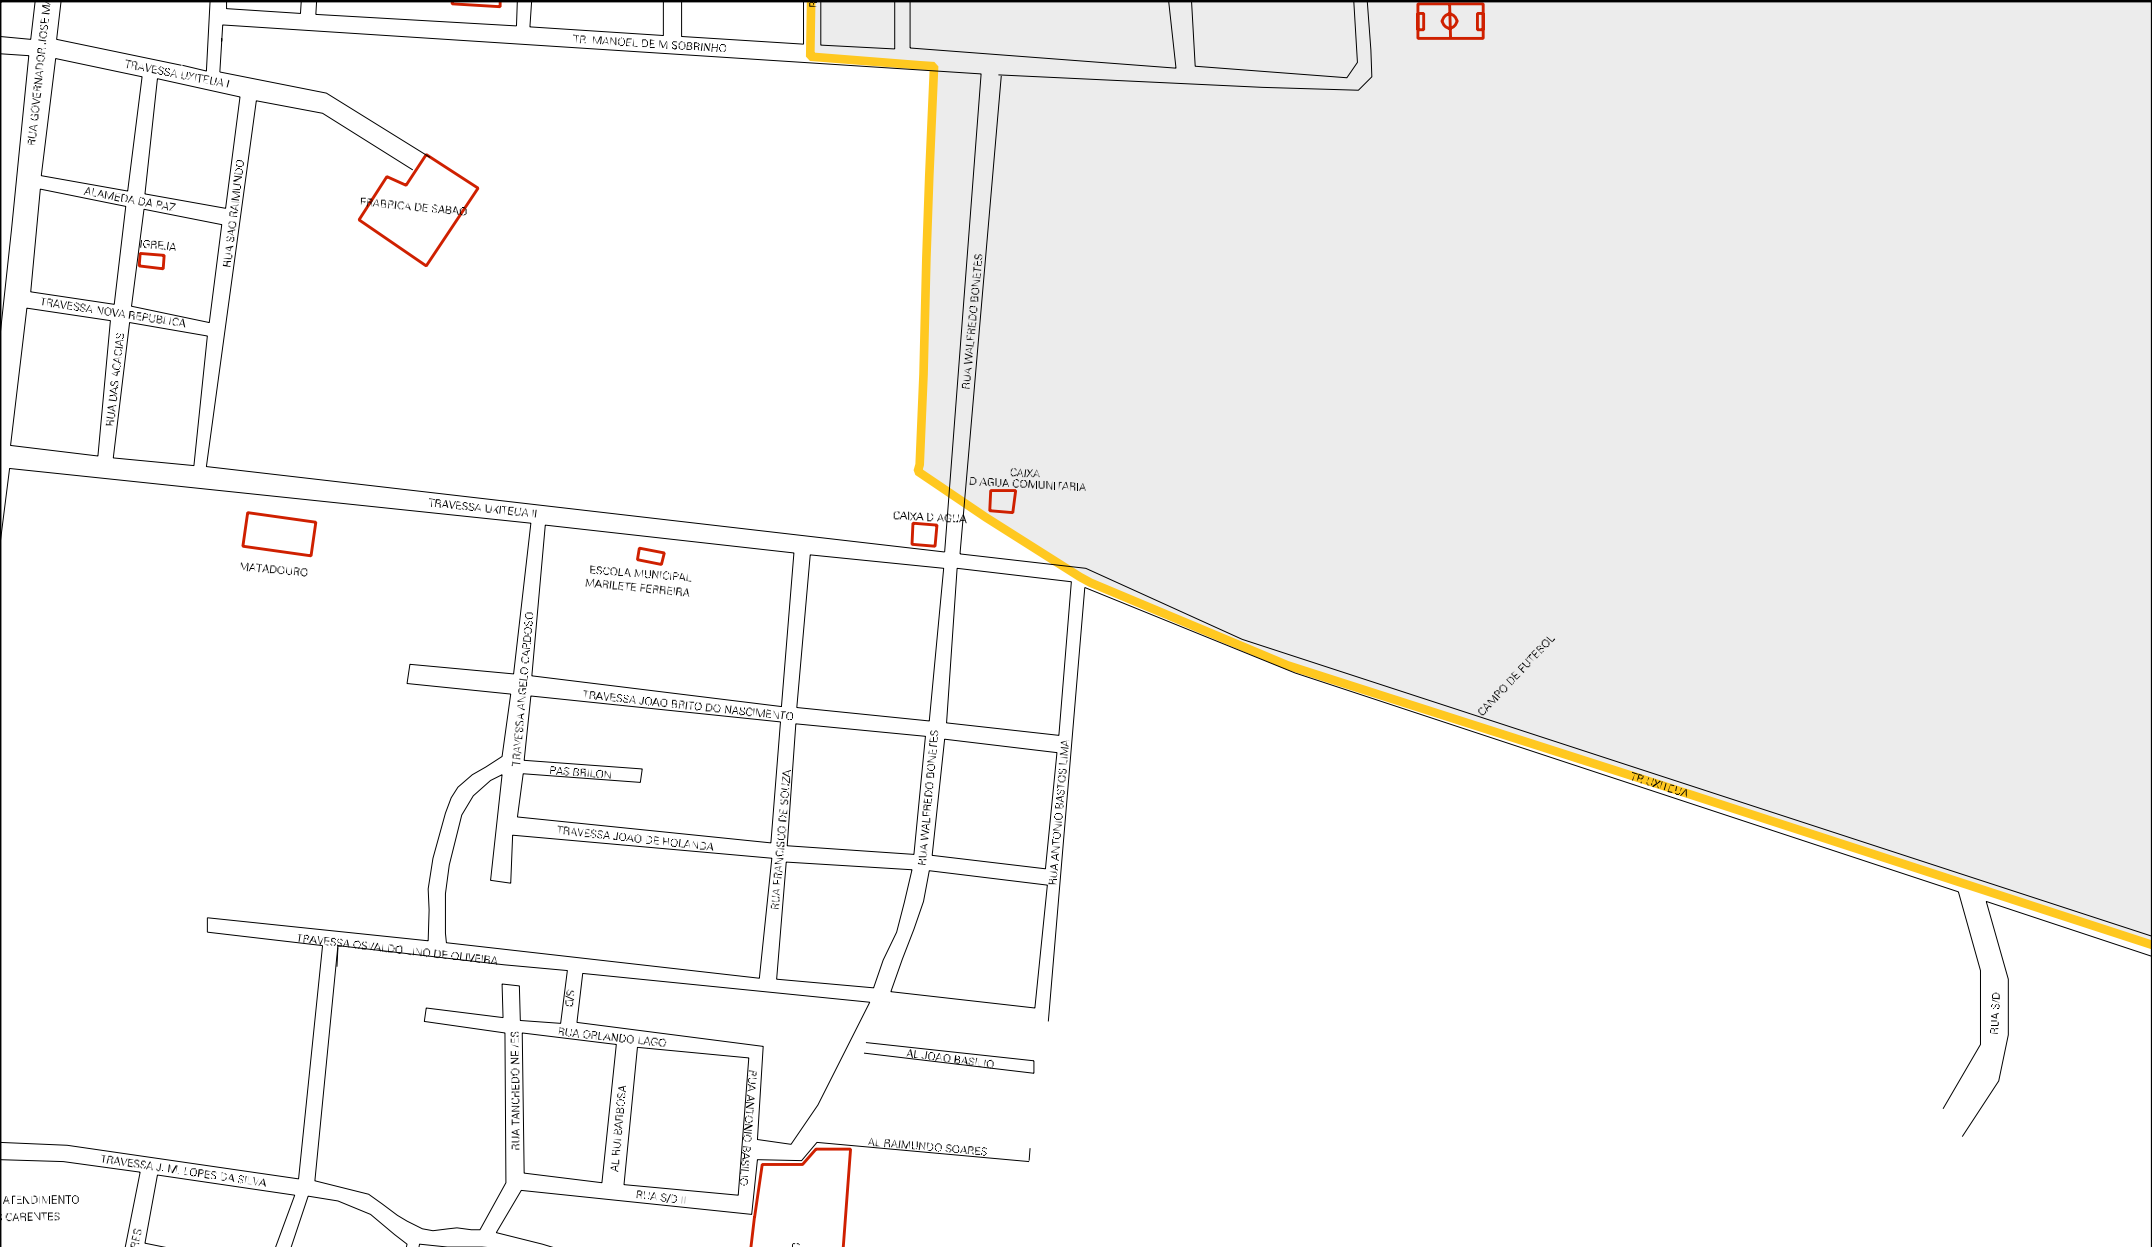 TR. MANOEL DE M SOBRINHO
RUA GOVERNADOR JOSE
TRAVESSA UXITEUA I
ALAMEDA DA PAZ
RUA SAO RAIMUNDO
FRABRICA DE SABAO
IGREJA
TRAVESSA NOVA REPUBLICA
RUA DAS ACACIAS
RUA WALFREDO BONETES
CAIXA
D AGUA COMUNITARIA
CAIXA D AGUA
TRAVESSA UXITEUA II
MATADOURO
ESCOLA MUNICIPAL
MARILETE FERREIRA
TRAVESSA ANGELO CARDOSO
TRAVESSA JOAO BRITO DO NASCIMENTO
CAMPO DE FUTEBOL
TR UXITEUA
PAS BRILON
RUA FRANCISCO DE SOUZA
RUA WALFREDO BONETES
RUA ANTONIO BASTOS LIMA
TRAVESSA JOAO DE HOLANDA
TRAVESSA OSVALDO LINO DE OLIVEIRA
S/D
RUA ORLANDO LAGO
RUA TANCREDO NEVES
AL RUI BARBOSA
RUA ANTONIO BASILIO
AL JOAO BASILIO
RUA S/D
AL RAIMUNDO SOARES
TRAVESSA J. M. LOPES DA SILVA
RUA S/D II
ATENDIMENTO
CARENTES